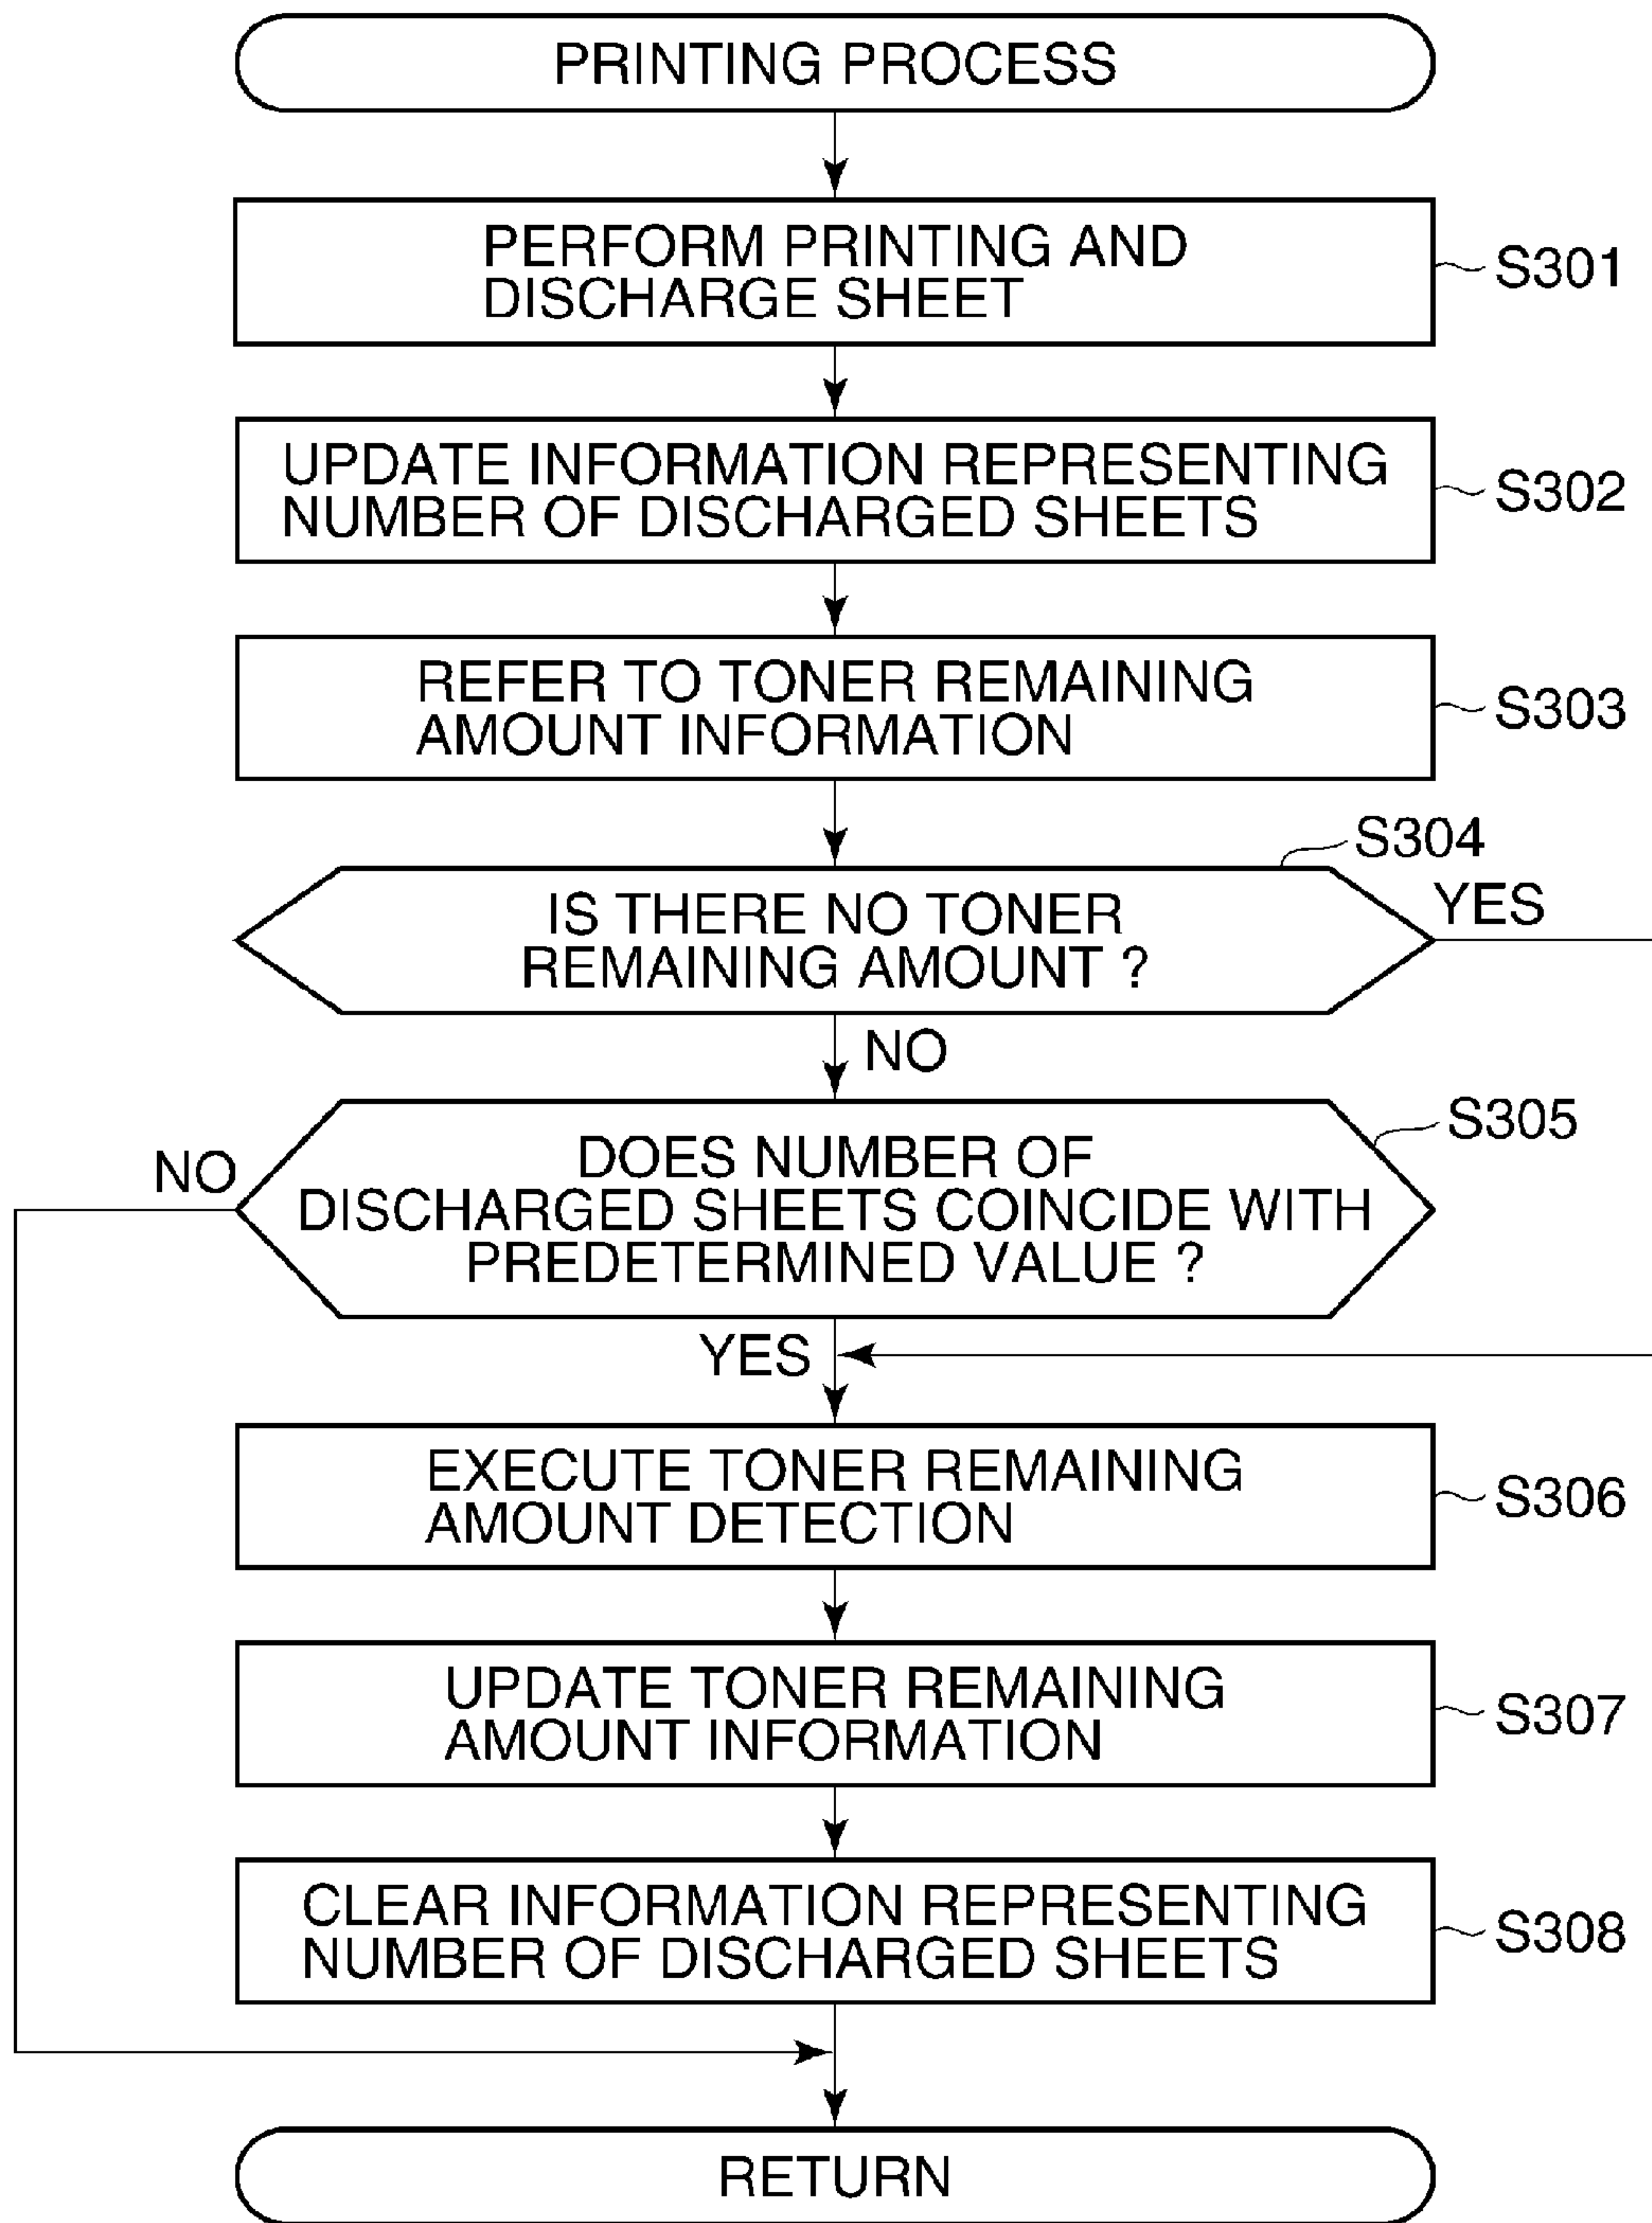 PRINTING PROCESS
PERFORM PRINTING AND
DISCHARGE SHEET
S301
UPDATE INFORMATION REPRESENTING
NUMBER OF DISCHARGED SHEETS
S302
REFER TO TONER REMAINING
AMOUNT INFORMATION
S303
S304
IS THERE NO TONER
REMAINING AMOUNT ?
YES
NO
S305
DOES NUMBER OF
DISCHARGED SHEETS COINCIDE WITH
PREDETERMINED VALUE ?
NO
YES
EXECUTE TONER REMAINING
AMOUNT DETECTION
S306
UPDATE TONER REMAINING
AMOUNT INFORMATION
S307
CLEAR INFORMATION REPRESENTING
NUMBER OF DISCHARGED SHEETS
S308
RETURN